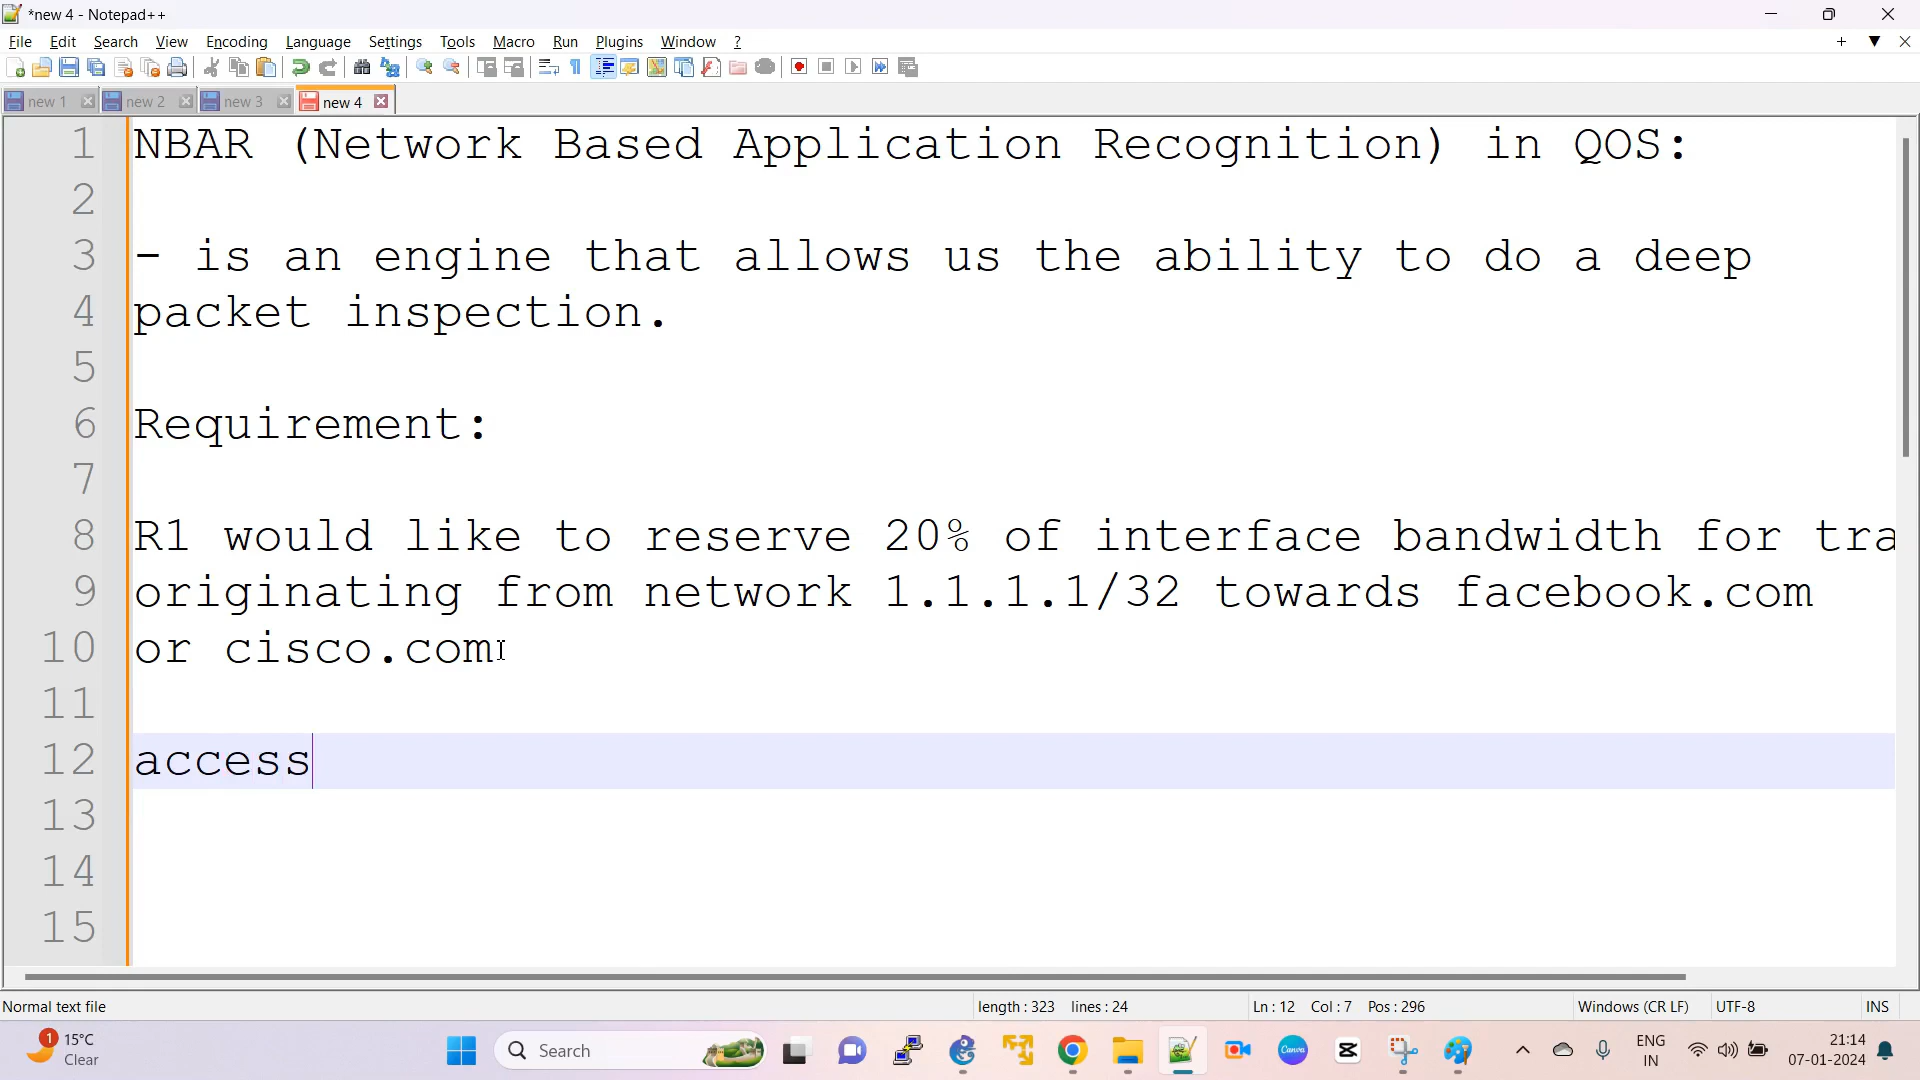 *new 4 - Notepad++
File Edit Search View Encoding Language Settings Tools Macro Run Plugins Window ?
new 1 new 2 new 3 new 4
1 NBAR (Network Based Application Recognition) in QOS:
2
3 - is an engine that allows us the ability to do a deep
4 packet inspection.
5
6 Requirement:
7
8 R1 would like to reserve 20% of interface bandwidth for tra
9 originating from network 1.1.1.1/32 towards facebook.com
10 or cisco.com
11
12 access
13
14
15
Normal text file length : 323 lines : 24 Ln : 12 Col : 7 Pos : 296 Windows (CR LF) UTF-8 INS
1 15°C
Clear
Search
Canva
ENG
IN
21:14
07-01-2024